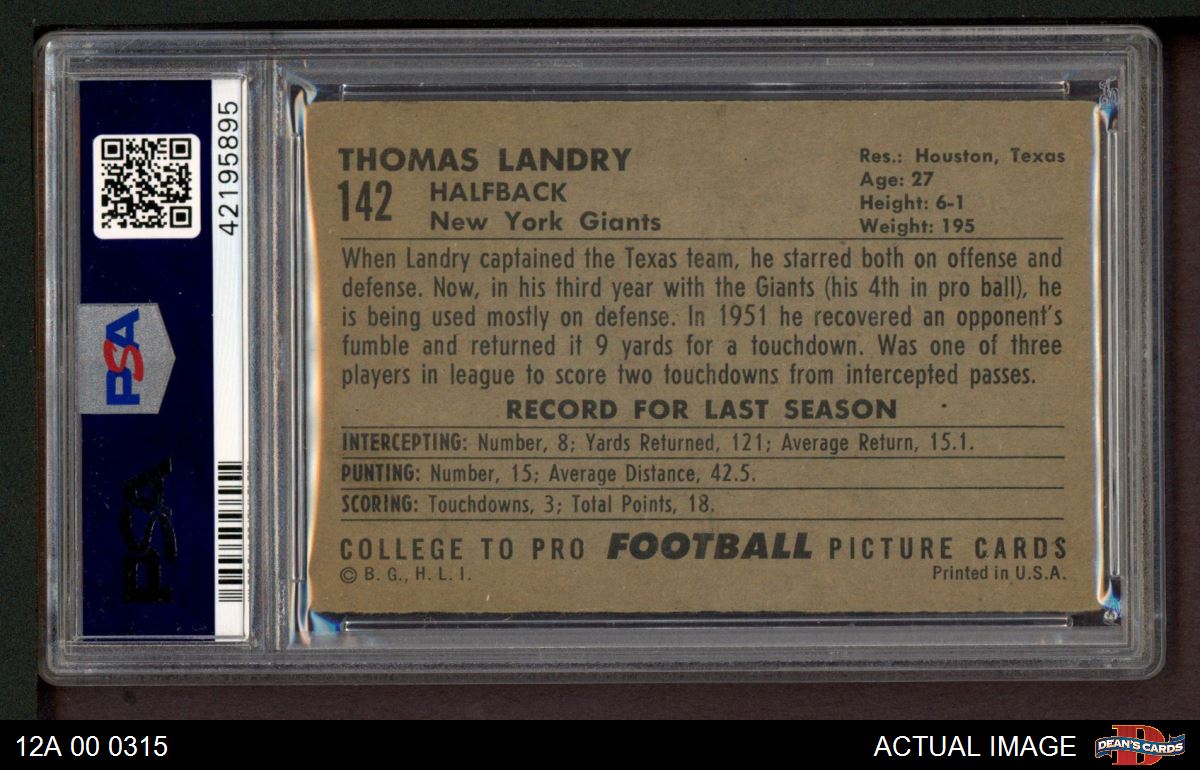 THOMAS LANDRY
142
HALFBACK
New York Giants
Res.: Houston, Texas
Age: 27
Height: 6-1
Weight: 195
When Landry captained the Texas team, he starred both on offense and
defense. Now, in his third year with the Giants (his 4th in pro ball), he
is being used mostly on defense. In 1951 he recovered an opponent's
fumble and returned it 9 yards for a touchdown. Was one of three
players in league to score two touchdowns from intercepted passes.
RECORD FOR LAST SEASON
INTERCEPTING: Number, 8; Yards Returned, 121; Average Return, 15.1.
PUNTING: Number, 15; Average Distance, 42.5.
SCORING: Touchdowns, 3; Total Points, 18.
COLLEGE TO PRO FOOTBALL PICTURE CARDS
© B. G., H. L. I.
Printed in U.S.A.
42195895
PSA
PSA
12A 00 0315
ACTUAL IMAGE
D
DEAN'S CARDS